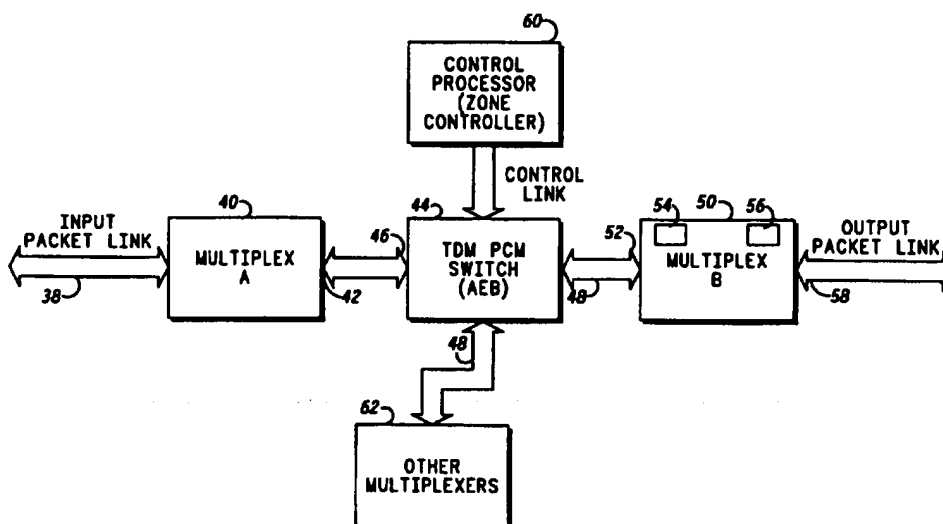 60
CONTROL
PROCESSOR
(ZONE
CONTROLLER)
CONTROL
LINK
INPUT
PACKET LINK
38
40
MULTIPLEX
A
42
46
44
TDM PCM
SWITCH
(AEB)
48
52
48
54
50
56
MULTIPLEX
B
OUTPUT
PACKET LINK
58
62
OTHER
MULTIPLEXERS